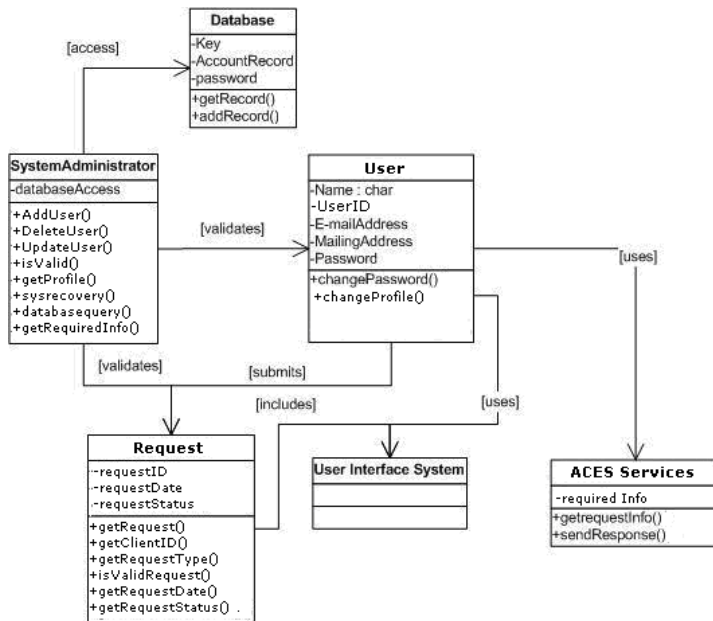 Database
-Key
-AccountRecord
-password
+getRecord()
+addRecord()
[access]
SystemAdministrator
-databaseAccess
+AddUser()
+DeleteUser()
+UpdateUser()
+isValid()
+getProfile()
+sysrecovery()
+databasequery()
+getRequiredInfo()
[validates]
User
-Name : char
-UserID
-E-mailAddress
-MailingAddress
-Password
+changePassword()
+changeProfile()
[uses]
[validates]
[submits]
[includes]
[uses]
Request
-requestID
-requestDate
-requestStatus
+getRequest()
+getClientID()
+getRequestType()
+isValidRequest()
+getRequestDate()
+getRequestStatus() .
User Interface System
ACES Services
-required Info
+getrequestInfo()
+sendResponse()